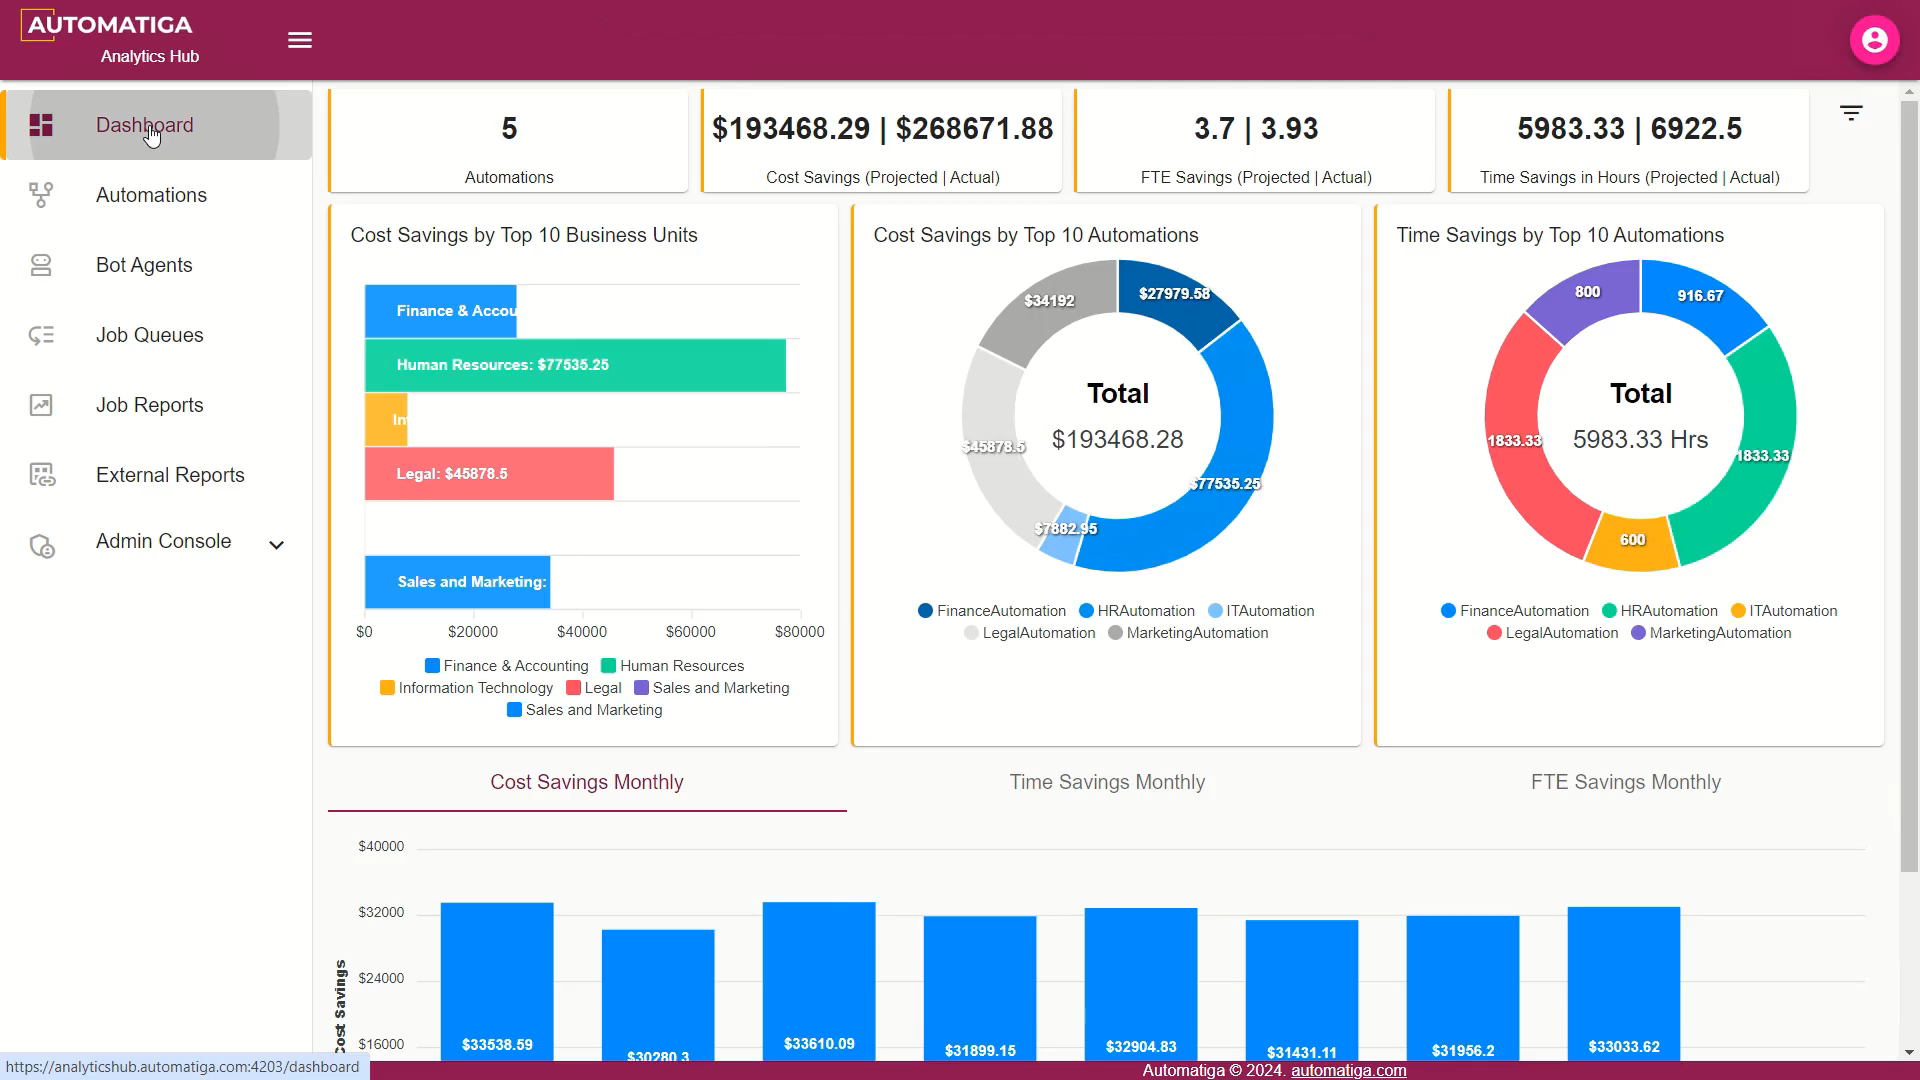 AUTOMATIGA
Analytics Hub
Dashboard
Automations
Bot Agents
Job Queues
Job Reports
External Reports
Admin Console
5
Automations
$193468.29 | $268671.88
Cost Savings (Projected | Actual)
3.7 | 3.93
FTE Savings (Projected | Actual)
5983.33 | 6922.5
Time Savings in Hours (Projected | Actual)
Cost Savings by Top 10 Business Units
Finance & Accou
Human Resources: $77535.25
In
Legal: $45878.5
Sales and Marketing:
$0 $20000 $40000 $60000 $80000
Finance & Accounting Human Resources
Information Technology Legal Sales and Marketing
Sales and Marketing
Cost Savings by Top 10 Automations
$34192 $27979.58
Total
$193468.28
$45878.5
$77535.25
$7882.95
FinanceAutomation HRAutomation ITAutomation
LegalAutomation MarketingAutomation
Time Savings by Top 10 Automations
800 916.67
Total
5983.33 Hrs
1833.33
1833.33
600
FinanceAutomation HRAutomation ITAutomation
LegalAutomation MarketingAutomation
Cost Savings Monthly Time Savings Monthly FTE Savings Monthly
$40000
$32000
$24000
$16000
Cost Savings
$33538.59 $30280.3 $33610.09 $31899.15 $32904.83 $31431.11 $31956.2 $33033.62
https://analyticshub.automatiga.com:4203/dashboard
Automatiga © 2024. automatiga.com